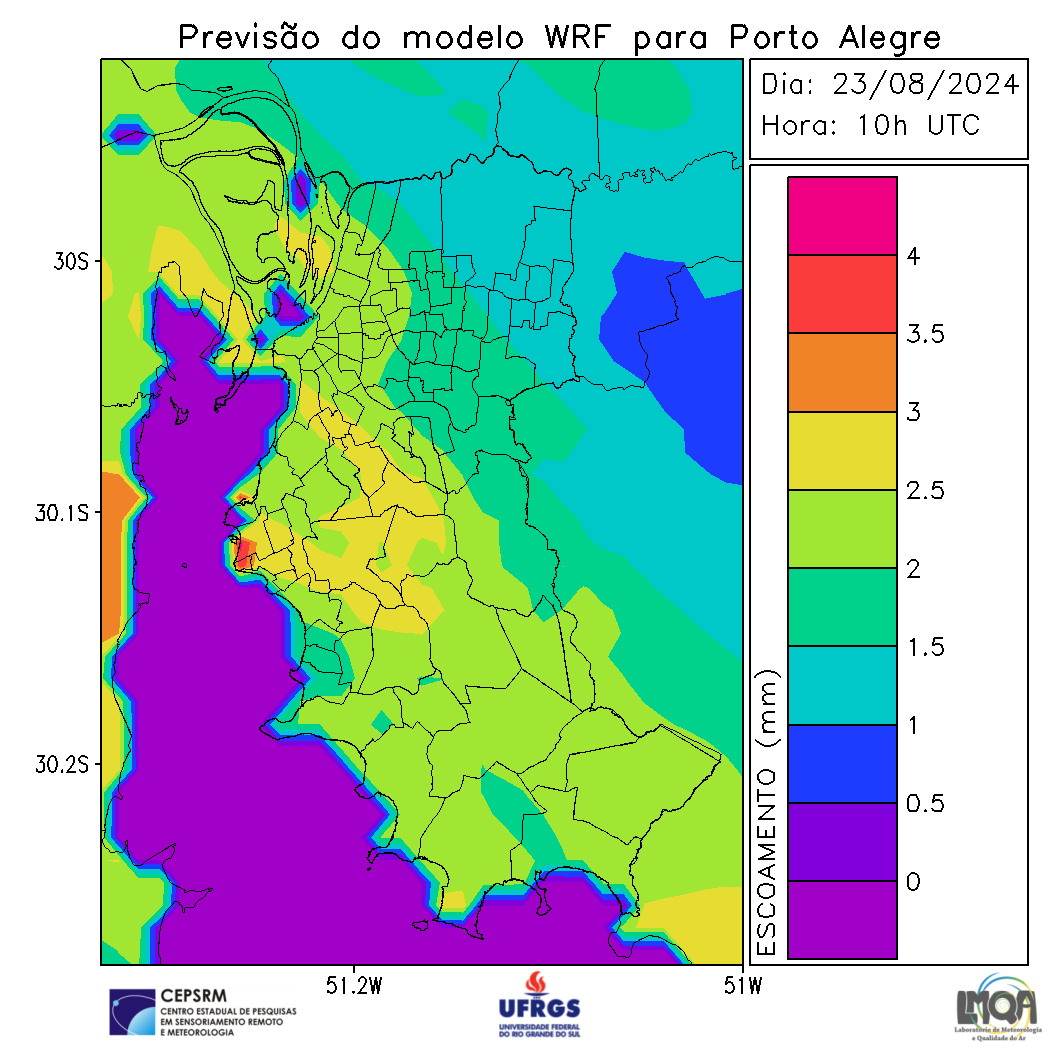 Previsão do modelo WRF para Porto Alegre
Dia: 23/08/2024
Hora: 10h UTC
30S
30.1S
30.2S
51.2W
51W
4
3.5
3
2.5
2
1.5
1
0.5
0
ESCOAMENTO (mm)
CEPSRM
CENTRO ESTADUAL DE PESQUISAS
EM SENSORIAMENTO REMOTO
E METEOROLOGIA
UFRGS
UNIVERSIDADE FEDERAL
DO RIO GRANDE DO SUL
LMQA
Laboratório de Meteorologia
e Qualidade do Ar